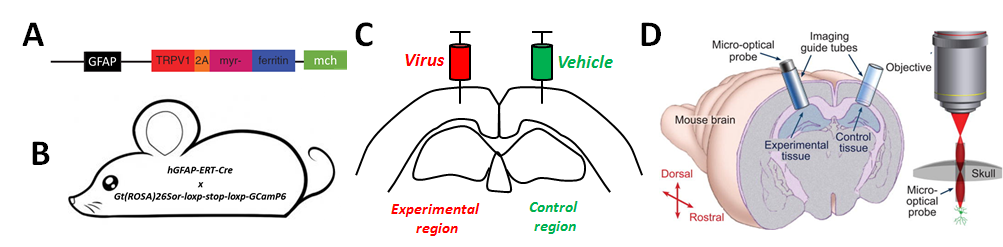 A
GFAP
TRPV1
2A
myr-
ferritin
mch
B
hGFAP-ERT-Cre
x
Gt(ROSA)26Sor-loxp-stop-loxp-GCamP6
C
Virus
Vehicle
Experimental
region
Control
region
D
Micro-optical
probe
Imaging
guide tubes
Objective
Mouse brain
Experimental
tissue
Control
tissue
Dorsal
Rostral
Skull
Micro-
optical
probe